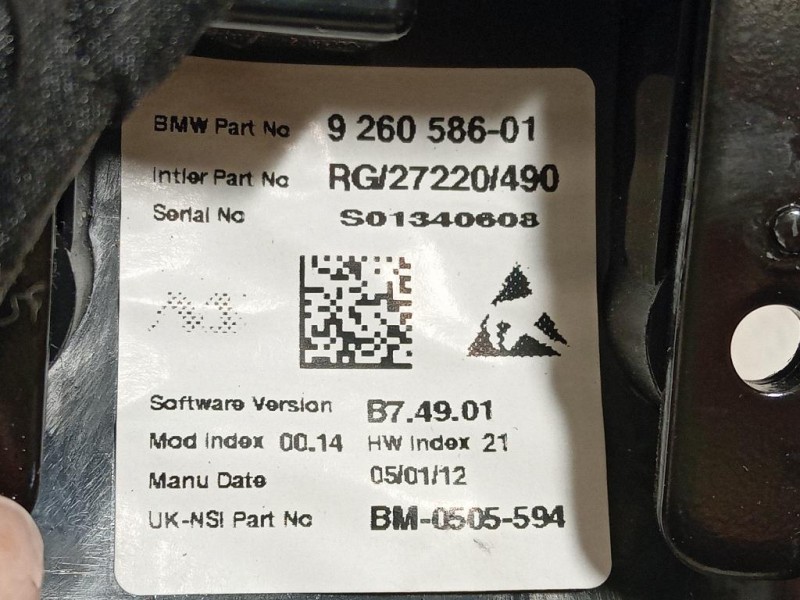 BMW Part No 9 260 586-01
Intier Part No RG/27220/490
Serial No S01340608
Software Version B7.49.01
Mod Index 00.14 HW Index 21
Manu Date 05/01/12
UK-NSI Part No BM-0505-594